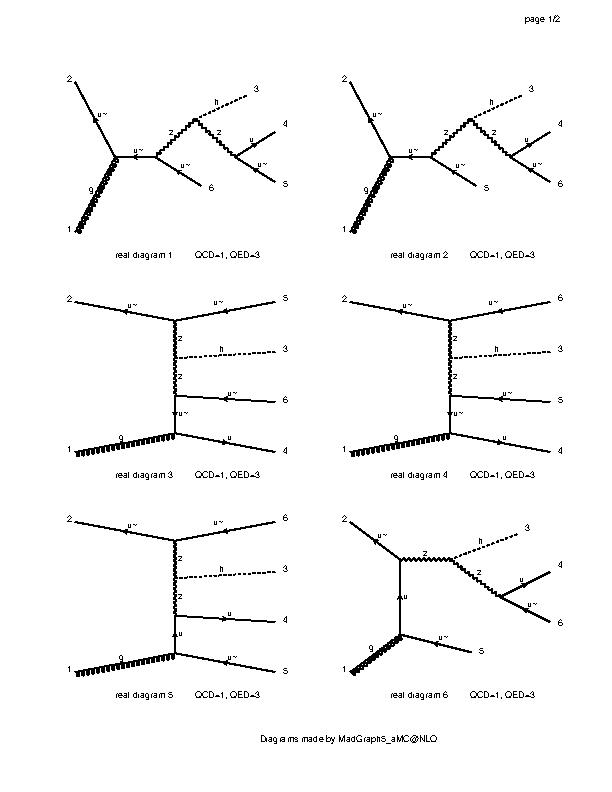 page 1/2
2
u~
g
1
u~
z
h
3
z
u
4
u~
5
u~
6
real diagram 1 QCD=1, QED=3
2
u~
g
1
u~
z
h
3
z
u
4
u~
6
u~
5
real diagram 2 QCD=1, QED=3
2
u~
u~
5
z
h
3
z
u~
6
u~
g
1
u
4
real diagram 3 QCD=1, QED=3
2
u~
u~
6
z
h
3
z
u~
5
u~
g
1
u
4
real diagram 4 QCD=1, QED=3
2
u~
u~
6
z
h
3
z
u
4
u
g
1
u~
5
real diagram 5 QCD=1, QED=3
2
u~
z
h
3
z
u
4
u~
6
u
g
1
u~
5
real diagram 6 QCD=1, QED=3
Diagrams made by MadGraph5_aMC@NLO